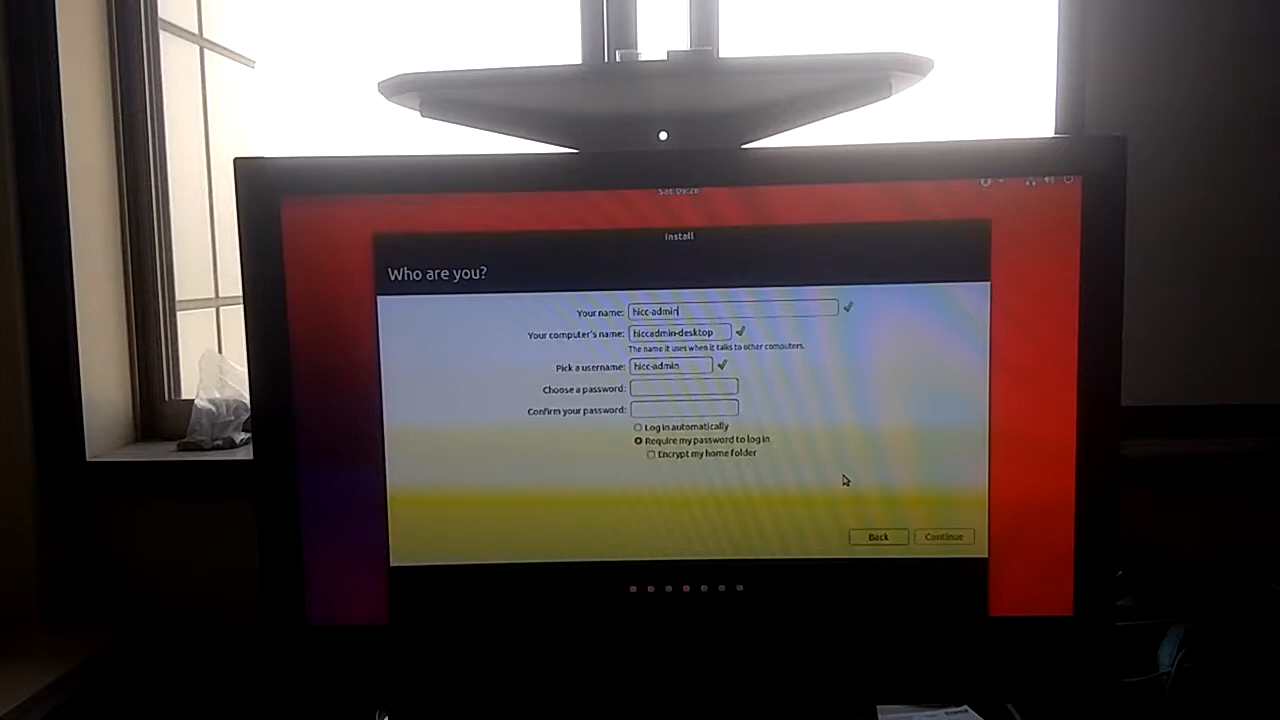 Sat 09:28
Install
Who are you?
Your name: hicc-admin
Your computer's name: hiccadmin-desktop
The name it uses when it talks to other computers.
Pick a username: hicc-admin
Choose a password:
Confirm your password:
Log in automatically
Require my password to log in
Encrypt my home folder
Back Continue